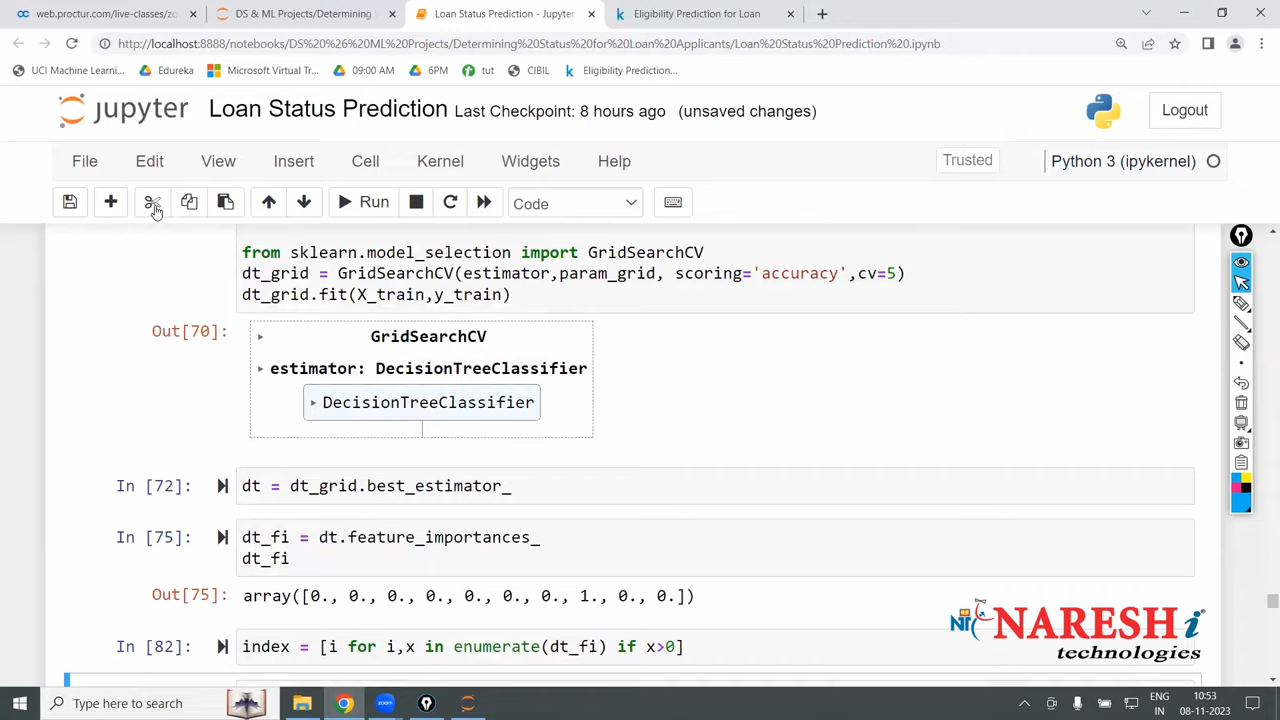 web.proctur.com/live-classes/zo
DS & ML Projects/Determining
Loan Status Prediction - Jupyter
Eligibility Prediction for Loan
http://localhost:8888/notebooks/DS%20%26%20ML%20Projects/Determining%20Status%20for%20Loan%20Applicants/Loan%20Status%20Prediction%20.ipynb
UCI Machine Learni...
Edureka
Microsoft Virtual Tr...
09:00 AM
6PM
tut
CIBIL
Eligibility Prediction...
jupyter
Loan Status Prediction Last Checkpoint: 8 hours ago (unsaved changes)
Logout
File Edit View Insert Cell Kernel Widgets Help
Trusted
Python 3 (ipykernel)
Run
Code
from sklearn.model_selection import GridSearchCV
dt_grid = GridSearchCV(estimator,param_grid, scoring='accuracy',cv=5)
dt_grid.fit(X_train,y_train)
Out[70]:
GridSearchCV
estimator: DecisionTreeClassifier
DecisionTreeClassifier
In [72]: dt = dt_grid.best_estimator_
In [75]: dt_fi = dt.feature_importances_
dt_fi
Out[75]: array([0., 0., 0., 0., 0., 0., 0., 1., 0., 0.])
In [82]: index = [i for i,x in enumerate(dt_fi) if x>0]
NiT NARESH i
technologies
Type here to search
zoom
ENG
IN
10:53
08-11-2023